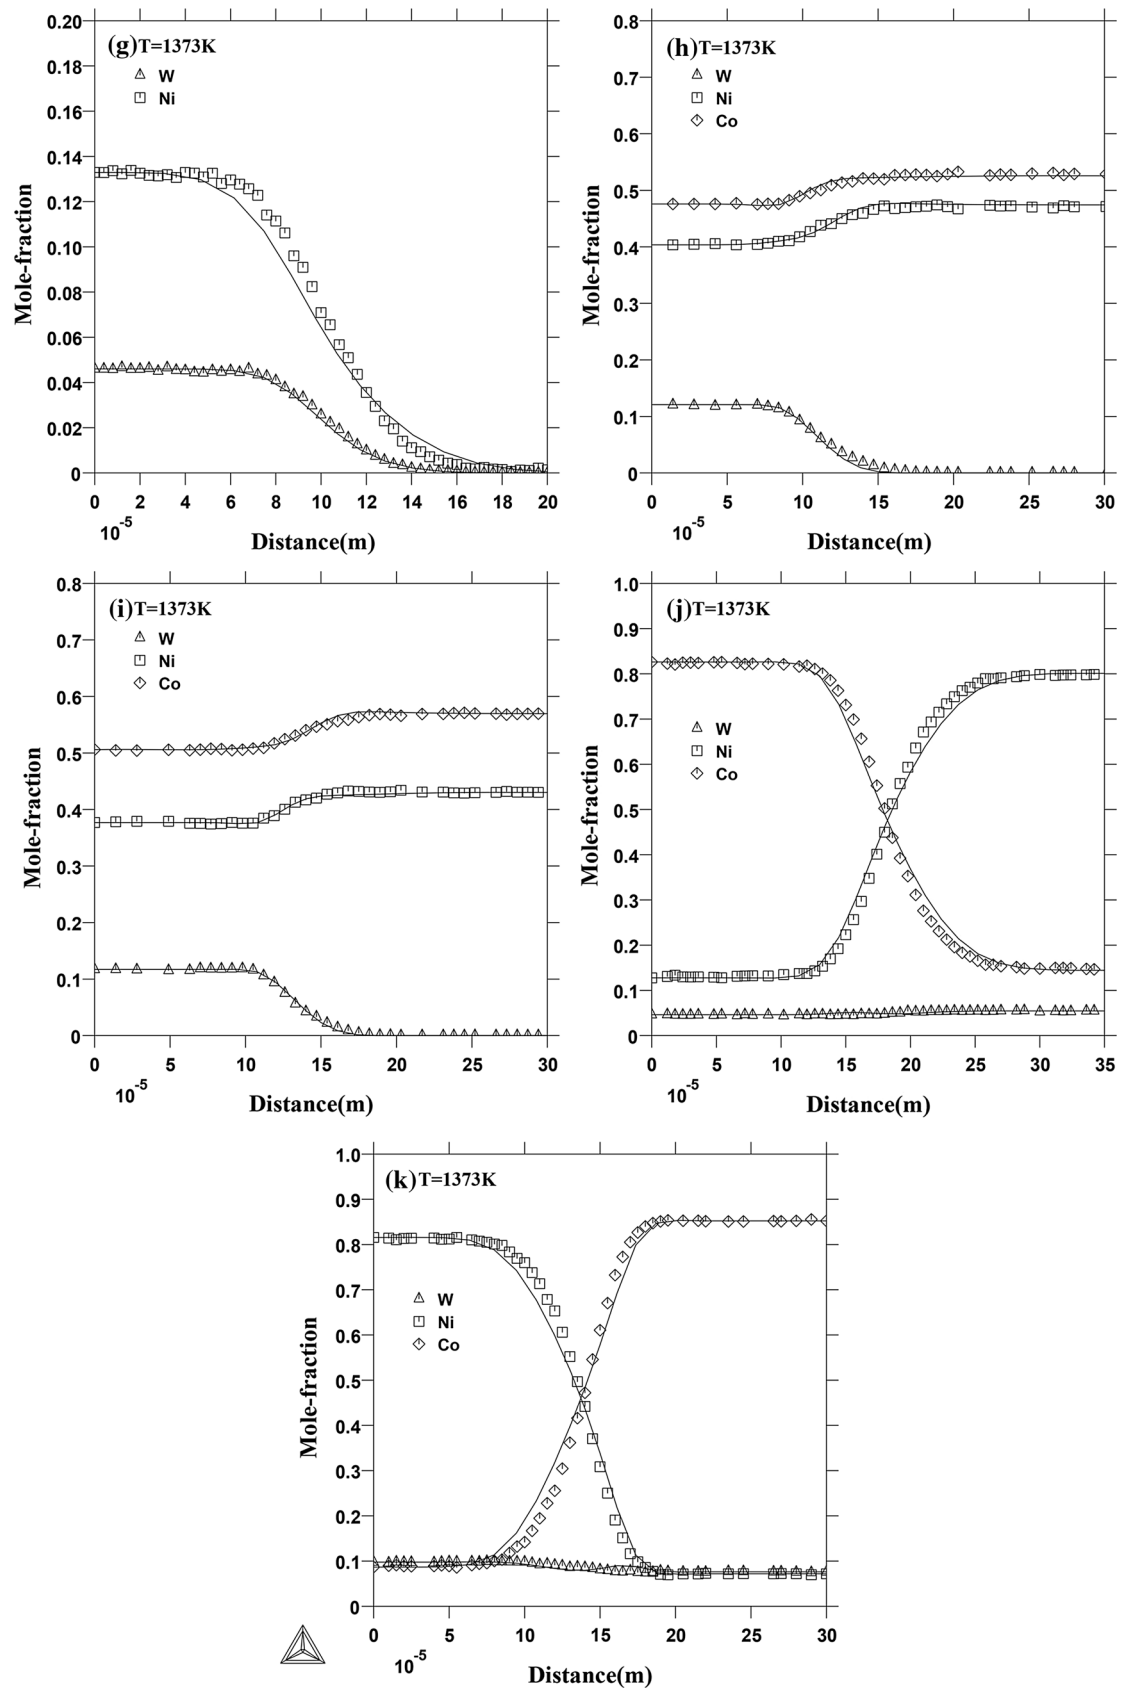 (g)T=1373K
W
Ni
0.20
0.18
0.16
0.14
0.12
0.10
0.08
0.06
0.04
0.02
0
Mole-fraction
0 2 4 6 8 10 12 14 16 18 20
10-5
Distance(m)
(h)T=1373K
W
Ni
Co
0.8
0.7
0.6
0.5
0.4
0.3
0.2
0.1
0
Mole-fraction
0 5 10 15 20 25 30
10-5
Distance(m)
(i)T=1373K
W
Ni
Co
0.8
0.7
0.6
0.5
0.4
0.3
0.2
0.1
0
Mole-fraction
0 5 10 15 20 25 30
10-5
Distance(m)
(j)T=1373K
W
Ni
Co
1.0
0.9
0.8
0.7
0.6
0.5
0.4
0.3
0.2
0.1
0
Mole-fraction
0 5 10 15 20 25 30 35
10-5
Distance(m)
(k)T=1373K
W
Ni
Co
1.0
0.9
0.8
0.7
0.6
0.5
0.4
0.3
0.2
0.1
0
Mole-fraction
0 5 10 15 20 25 30
10-5
Distance(m)